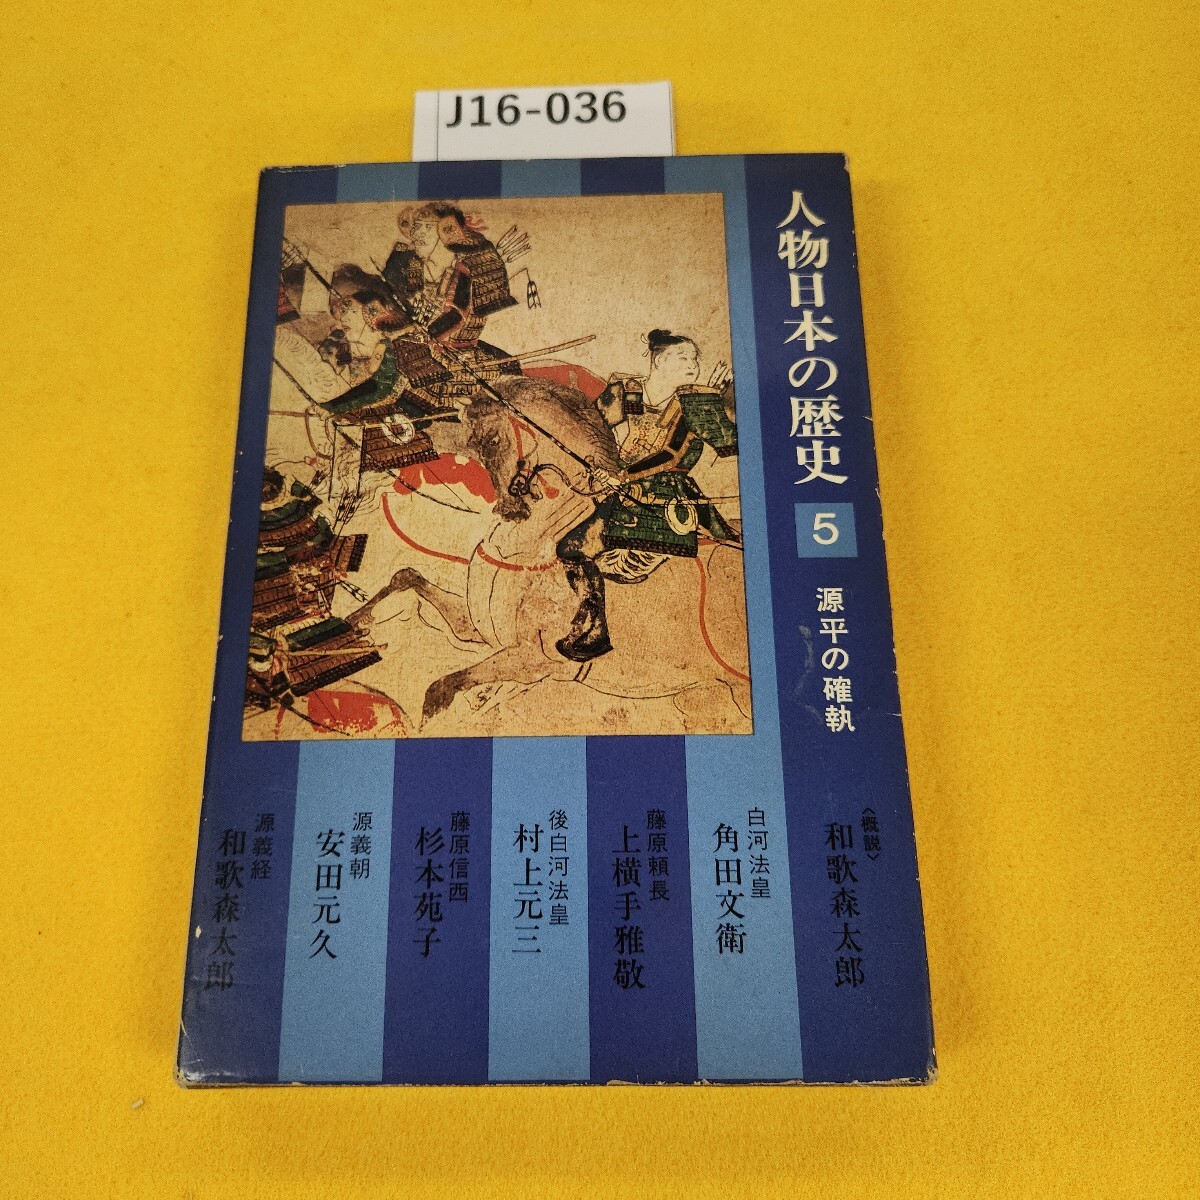 J16-036
人物日本の歴史
5
源平の確執
〈概説〉
和歌森太郎
白河法皇
角田文衛
藤原頼長
上横手雅敬
後白河法皇
村上元三
藤原信西
杉本苑子
源義朝
安田元久
源義経
和歌森太郎